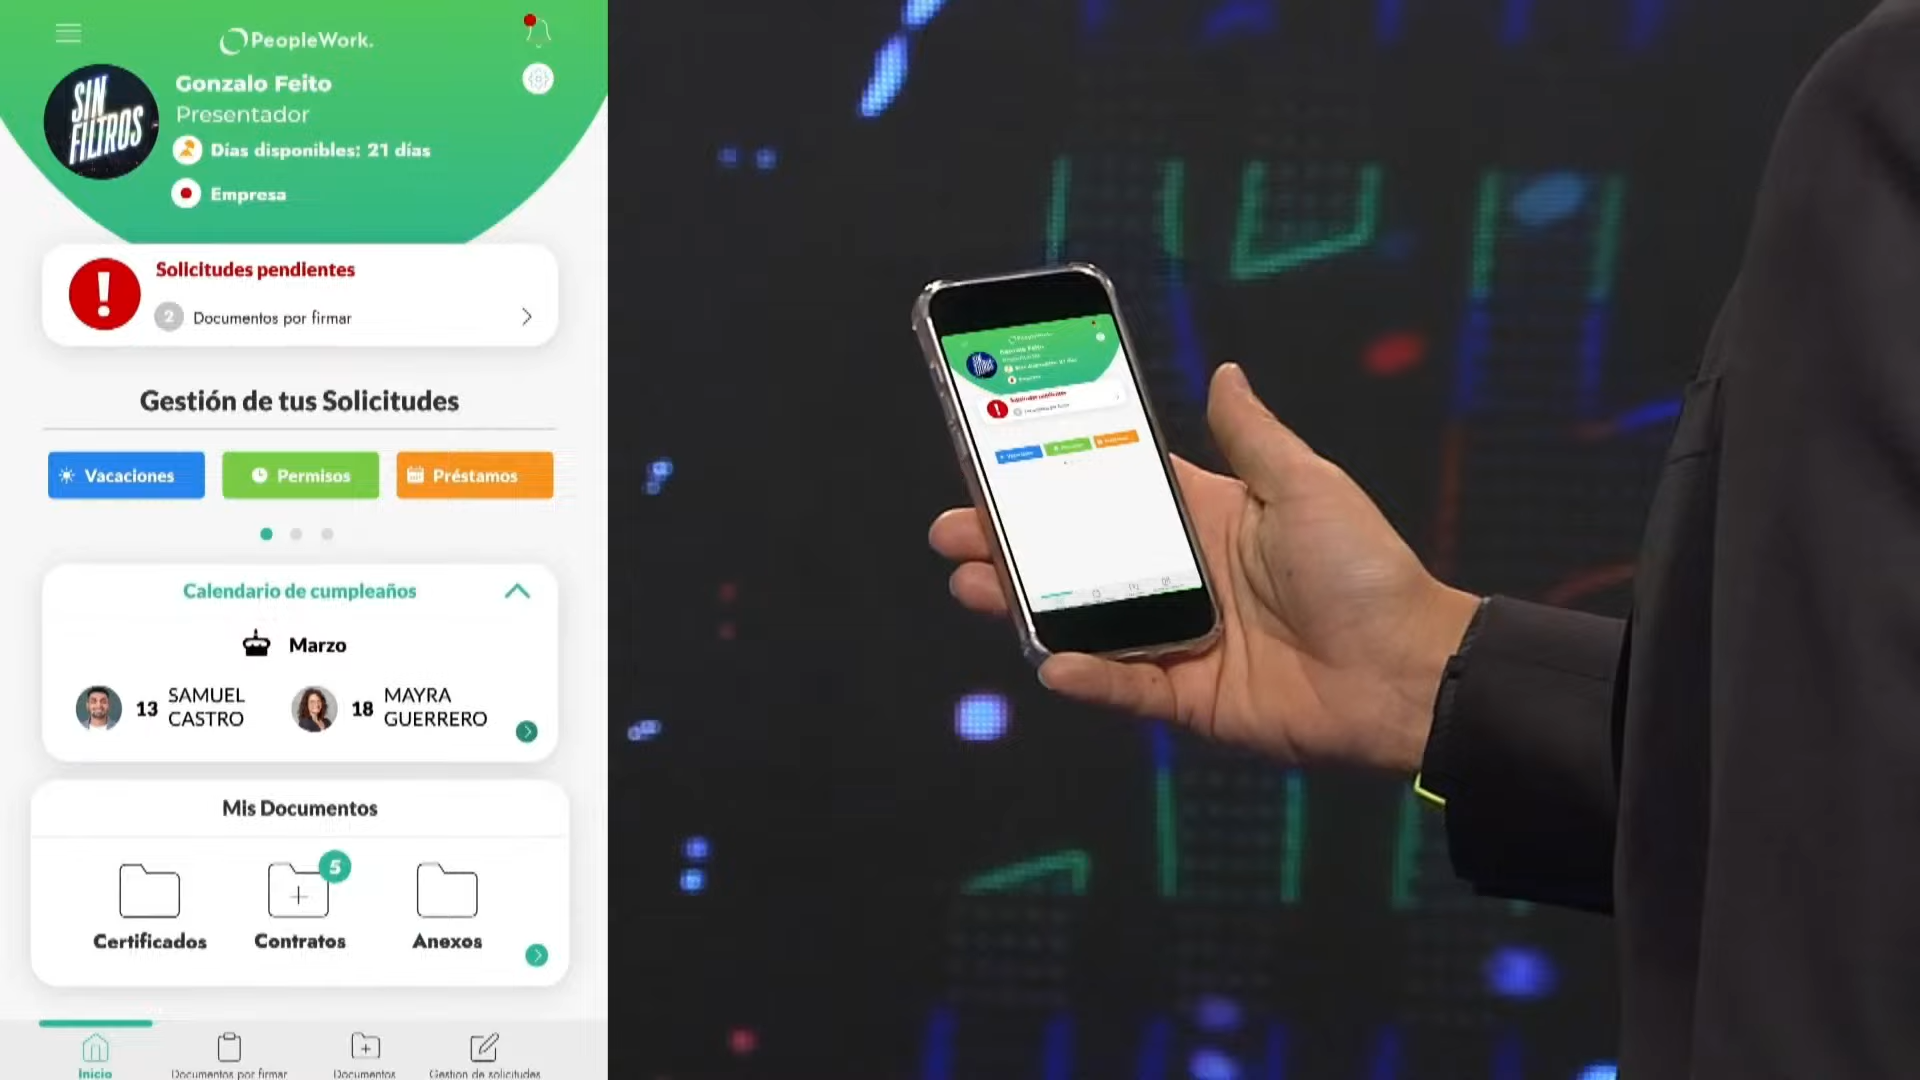 PeopleWork.
SIN
FILTROS
Gonzalo Feito
Presentador
Días disponibles: 21 días
Empresa
Solicitudes pendientes
2 Documentos por firmar
Gestión de tus Solicitudes
Vacaciones
Permisos
Préstamos
Calendario de cumpleaños
Marzo
13 SAMUEL CASTRO
18 MAYRA GUERRERO
Mis Documentos
5
Certificados
Contratos
Anexos
Inicio
Documentos por firmar
Documentos
Gestion de solicitudes